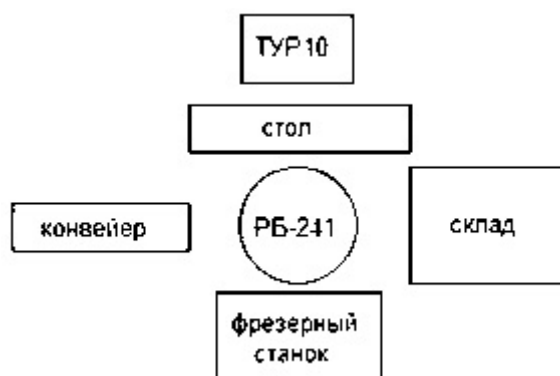 ТУР 10
стол
конвейер
РБ-241
склад
фрезерный
станок